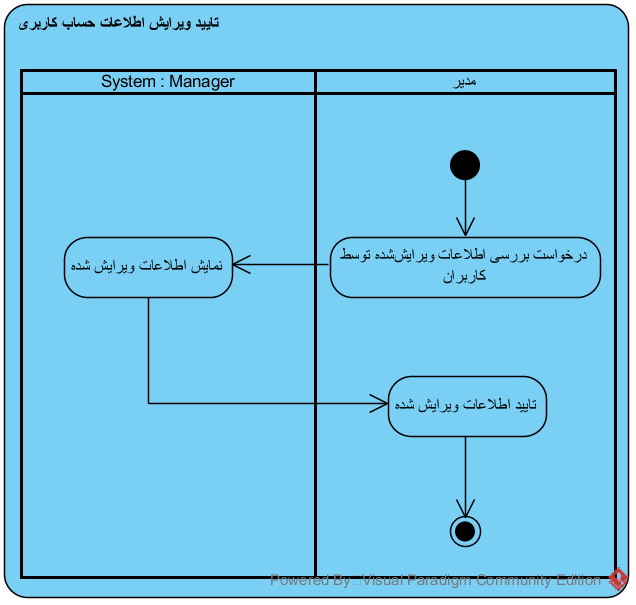 تایید ویرایش اطلاعات حساب کاربری
System : Manager
مدیر
درخواست بررسی اطلاعات ویرایش‌شده توسط
کاربران
نمایش اطلاعات ویرایش شده
تایید اطلاعات ویرایش شده
Powered By Visual Paradigm Community Edition